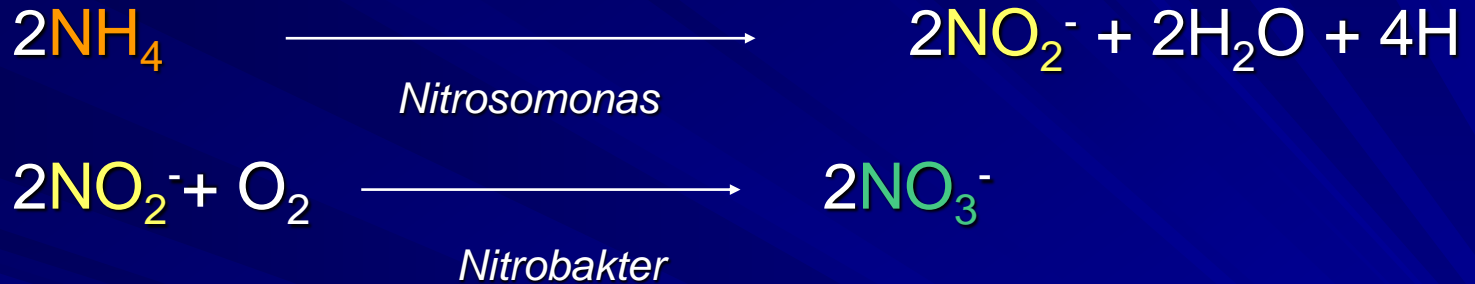 2NH₄ → 2NO₂⁻ + 2H₂O + 4H
Nitrosomonas
2NO₂⁻+ O₂ → 2NO₃⁻
Nitrobakter